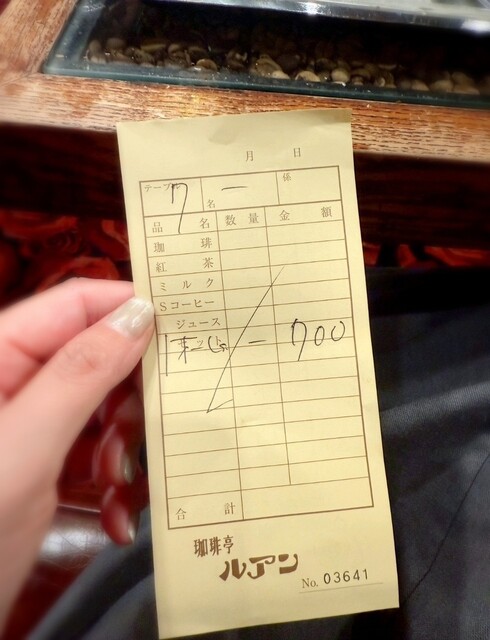 月 日
テーブル 7 一 名 係
品名 数量 金額
珈琲
紅茶
ミルク
Sコーヒー
ジュース
ー 700
合計
珈琲亭
ルアン
No. 03641